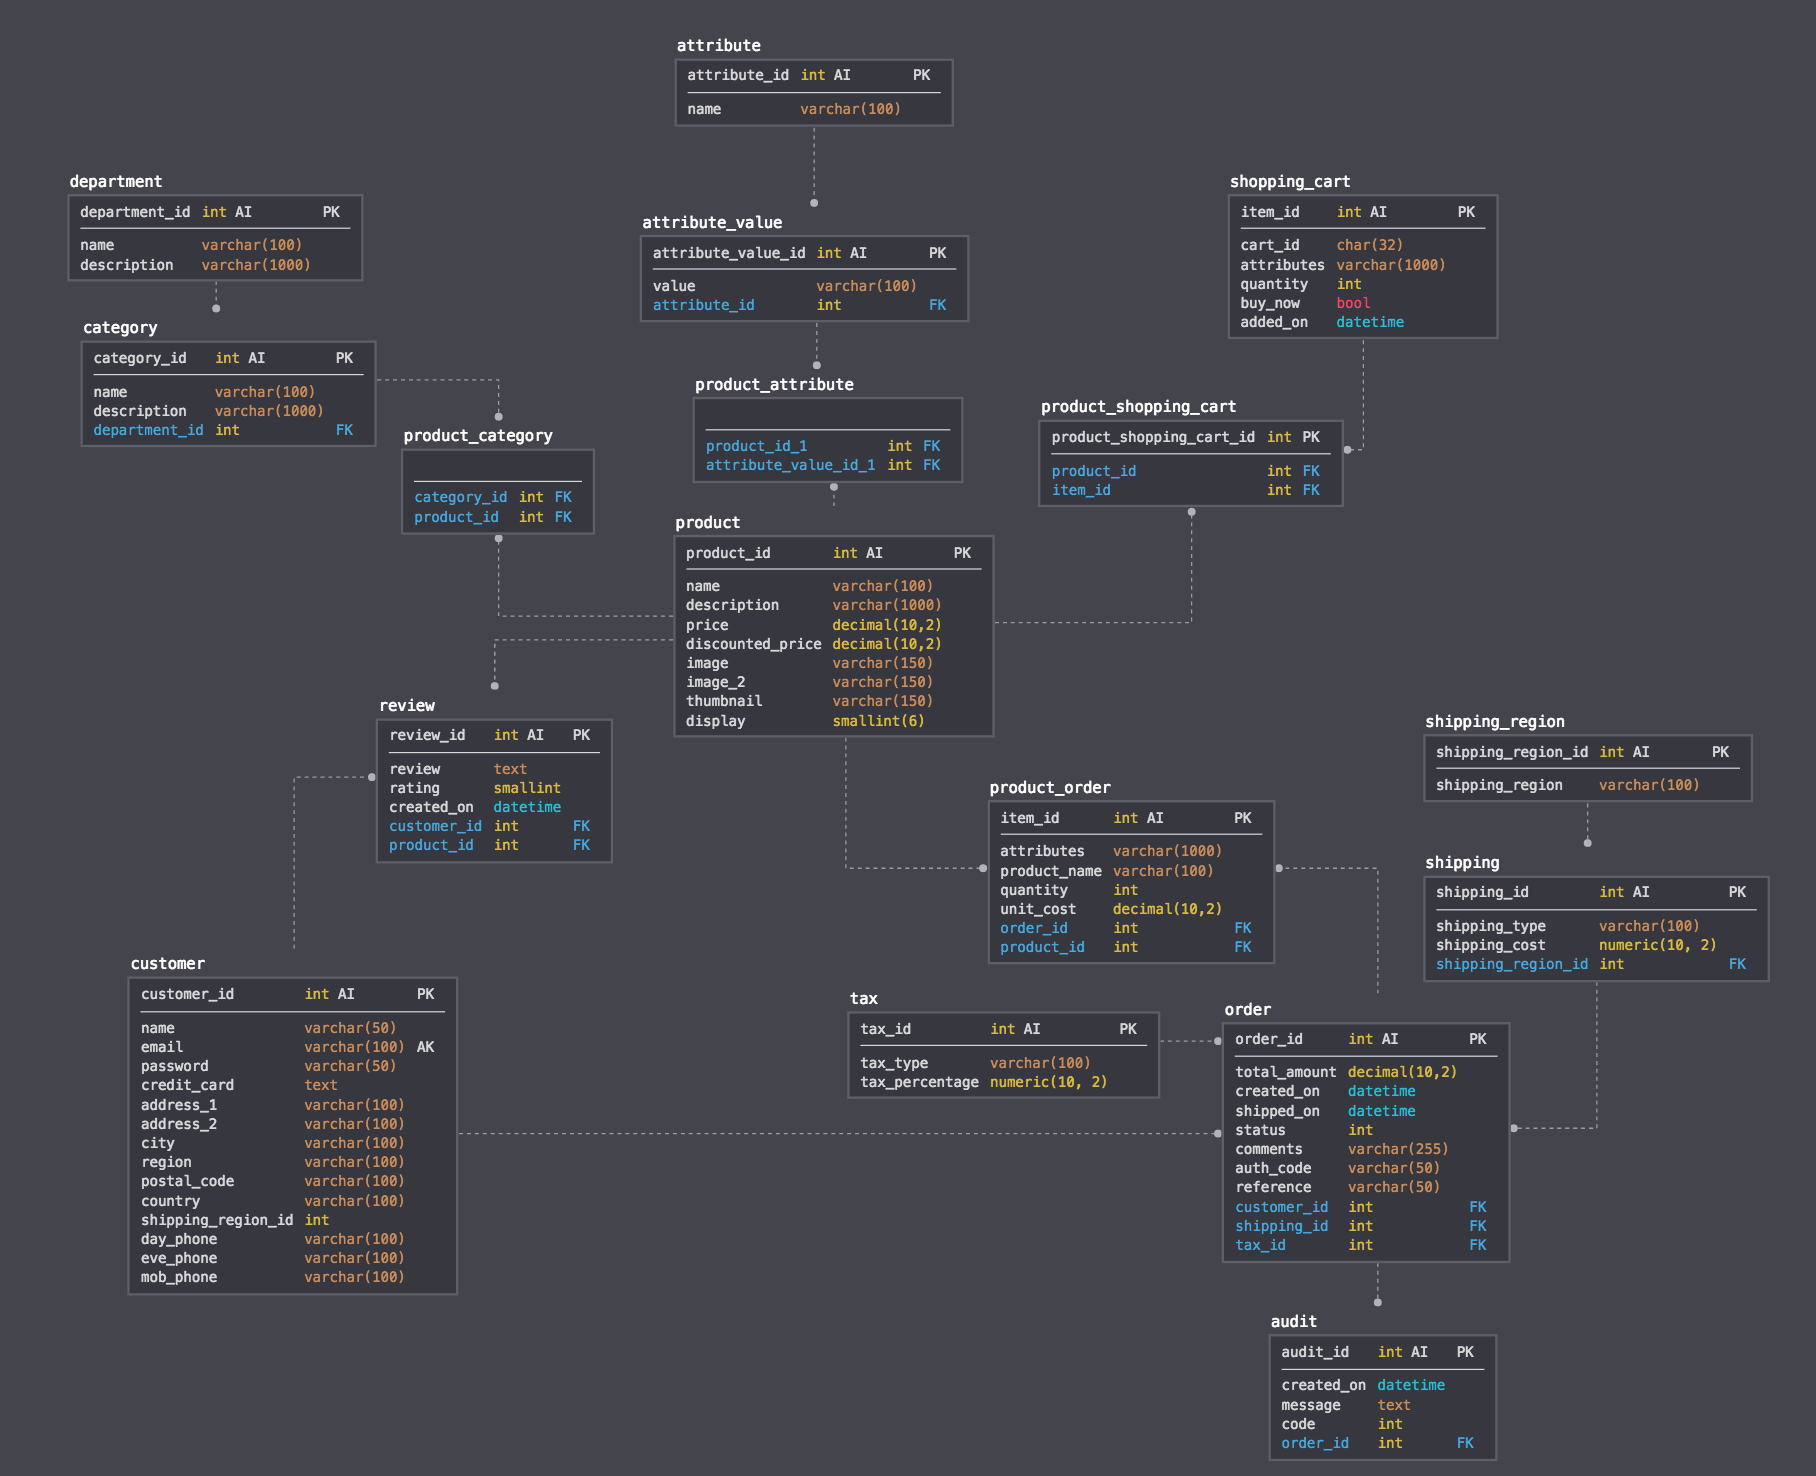 attribute
attribute_id int AI PK
name varchar(100)
department
department_id int AI PK
name varchar(100)
description varchar(1000)
shopping_cart
item_id int AI PK
cart_id char(32)
attributes varchar(1000)
quantity int
buy_now bool
added_on datetime
attribute_value
attribute_value_id int AI PK
value varchar(100)
attribute_id int FK
category
category_id int AI PK
name varchar(100)
description varchar(1000)
department_id int FK
product_attribute
product_id_1 int FK
attribute_value_id_1 int FK
product_shopping_cart
product_shopping_cart_id int PK
product_id int FK
item_id int FK
product_category
category_id int FK
product_id int FK
product
product_id int AI PK
name varchar(100)
description varchar(1000)
price decimal(10,2)
discounted_price decimal(10,2)
image varchar(150)
image_2 varchar(150)
thumbnail varchar(150)
display smallint(6)
review
review_id int AI PK
review text
rating smallint
created_on datetime
customer_id int FK
product_id int FK
shipping_region
shipping_region_id int AI PK
shipping_region varchar(100)
product_order
item_id int AI PK
attributes varchar(1000)
product_name varchar(100)
quantity int
unit_cost decimal(10,2)
order_id int FK
product_id int FK
shipping
shipping_id int AI PK
shipping_type varchar(100)
shipping_cost numeric(10, 2)
shipping_region_id int FK
customer
customer_id int AI PK
name varchar(50)
email varchar(100) AK
password varchar(50)
credit_card text
address_1 varchar(100)
address_2 varchar(100)
city varchar(100)
region varchar(100)
postal_code varchar(100)
country varchar(100)
shipping_region_id int
day_phone varchar(100)
eve_phone varchar(100)
mob_phone varchar(100)
tax
tax_id int AI PK
tax_type varchar(100)
tax_percentage numeric(10, 2)
order
order_id int AI PK
total_amount decimal(10,2)
created_on datetime
shipped_on datetime
status int
comments varchar(255)
auth_code varchar(50)
reference varchar(50)
customer_id int FK
shipping_id int FK
tax_id int FK
audit
audit_id int AI PK
created_on datetime
message text
code int
order_id int FK